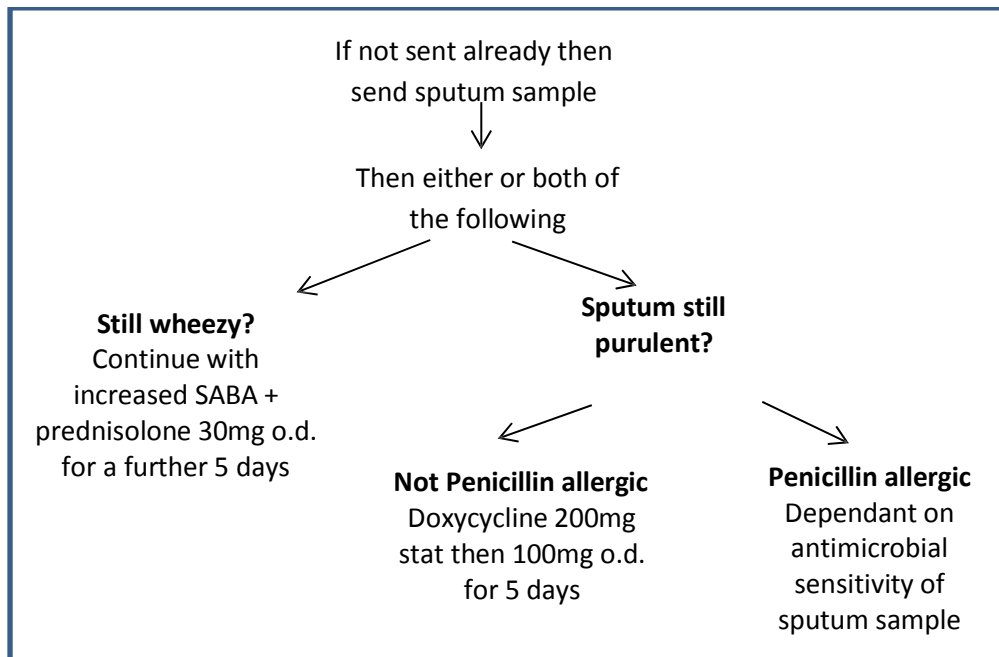 If not sent already then
send sputum sample
Then either or both of
the following
Still wheezy?
Continue with
increased SABA +
prednisolone 30mg o.d.
for a further 5 days
Sputum still
purulent?
Not Penicillin allergic
Doxycycline 200mg
stat then 100mg o.d.
for 5 days
Penicillin allergic
Dependant on
antimicrobial
sensitivity of
sputum sample